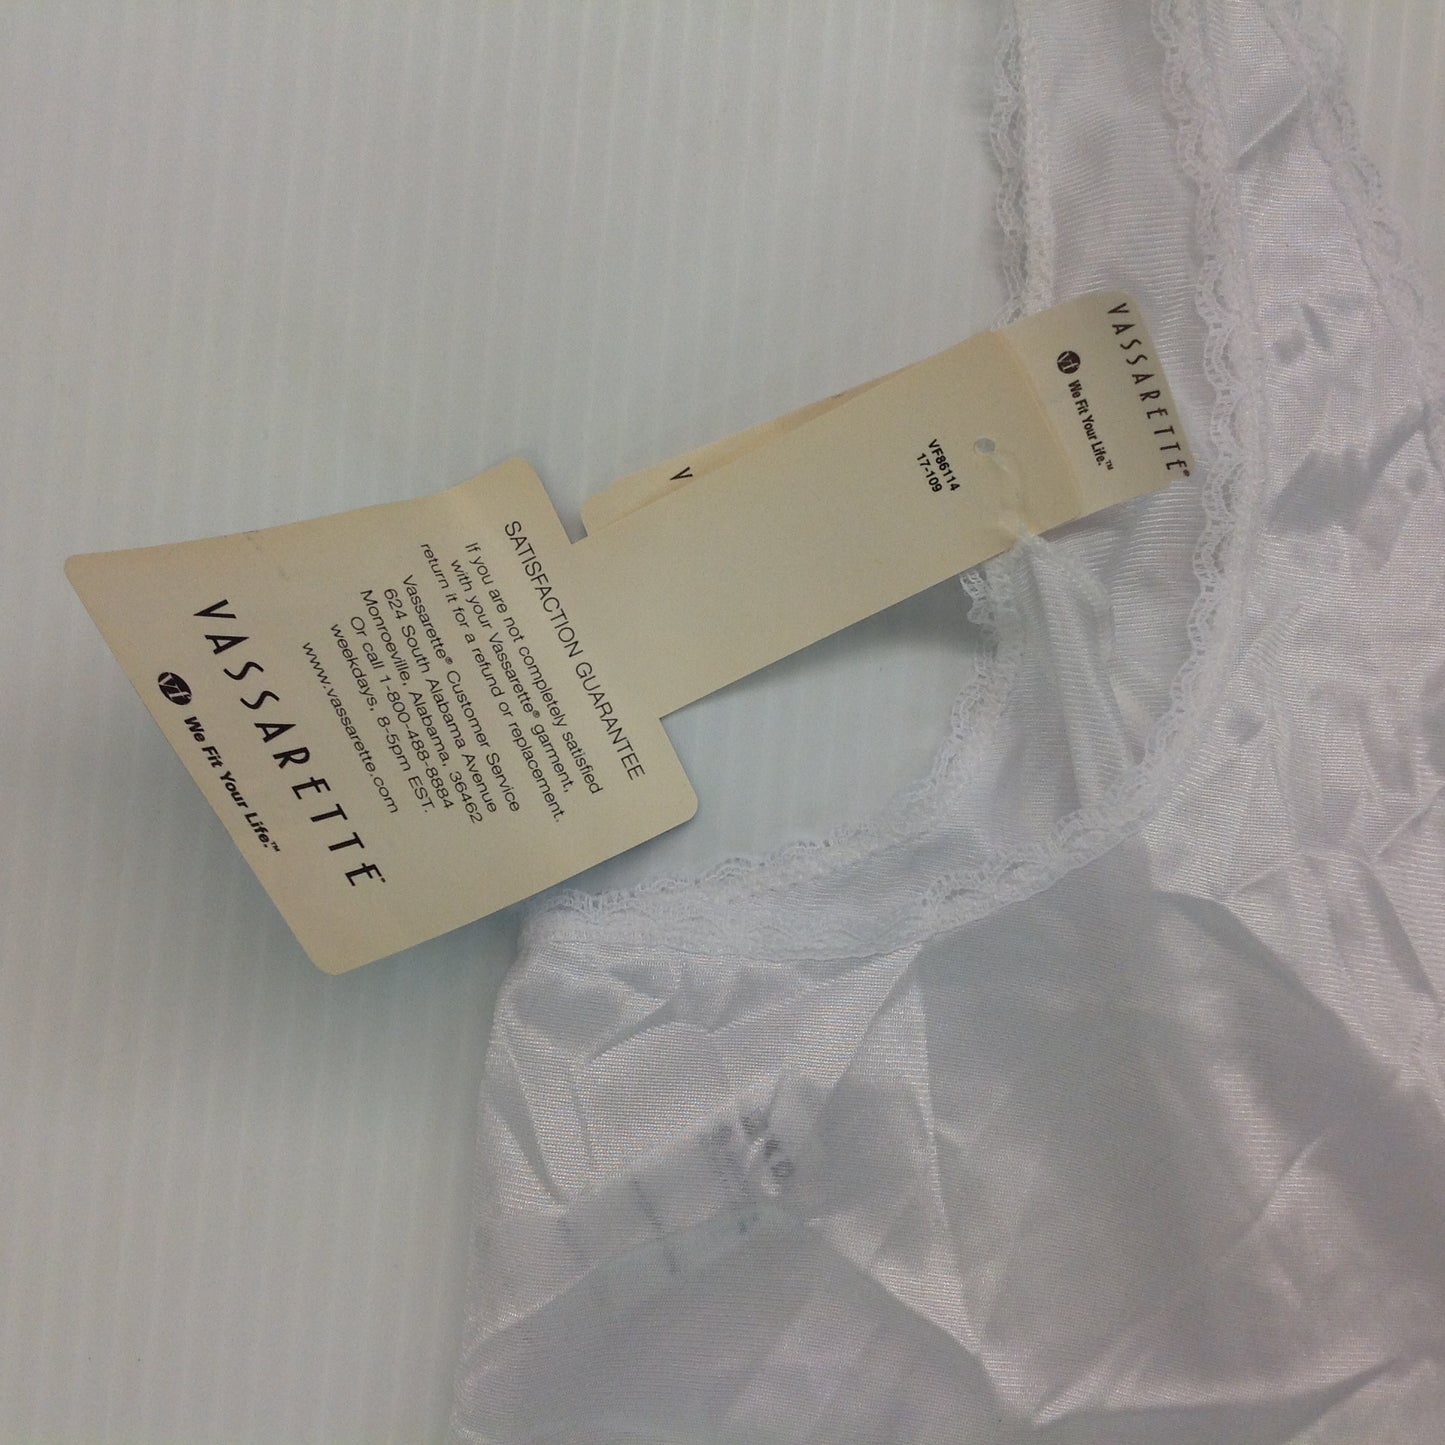 VASSARETTE®
Vf We Fit Your Life.™
VF86114
17-109
V
SATISFACTION GUARANTEE
If you are not completely satisfied
with your Vassarette® garment,
return it for a refund or replacement.
Vassarette® Customer Service
624 South Alabama Avenue
Monroeville, Alabama, 36462
Or call 1-800-488-8884
weekdays, 8-5pm EST.
www.vassarette.com
VASSARETTE®
Vf We Fit Your Life.™